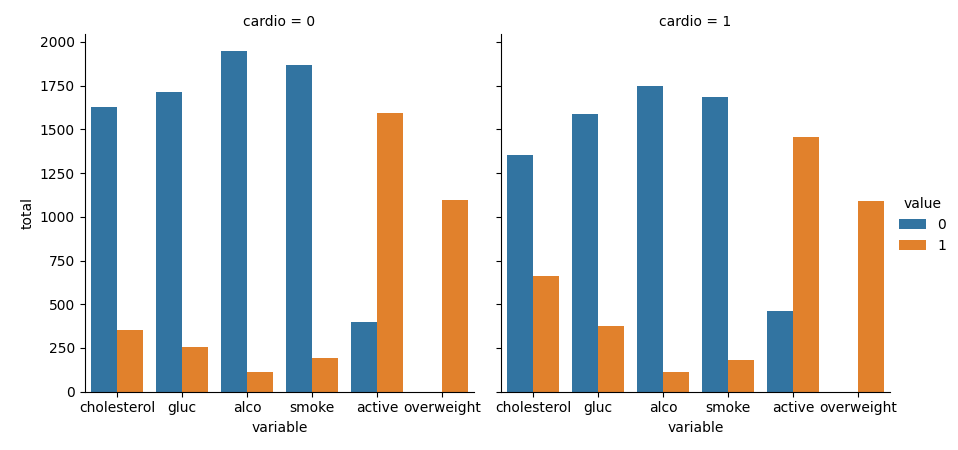 cardio = 0
cardio = 1
2000
1750
1500
1250
1000
750
500
250
0
total
cholesterol gluc alco smoke active overweight
variable
cholesterol gluc alco smoke active overweight
variable
value
0
1